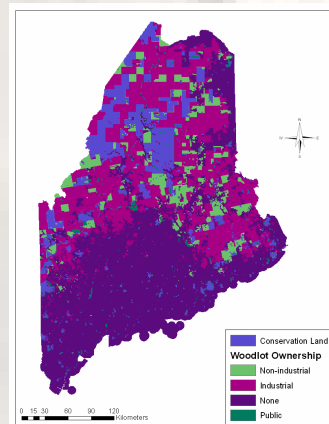 N
Conservation Land
Woodlot Ownership
Non-industrial
Industrial
None
Public
0 15 30 60 90 120
Kilometers